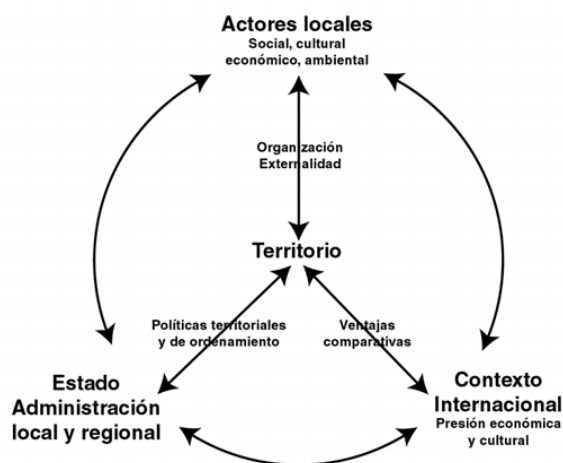 Actores locales
Social, cultural
económico, ambiental
Organización
Externalidad
Territorio
Políticas territoriales
y de ordenamiento
Ventajas
comparativas
Estado
Administración
local y regional
Contexto
Internacional
Presión económica
y cultural